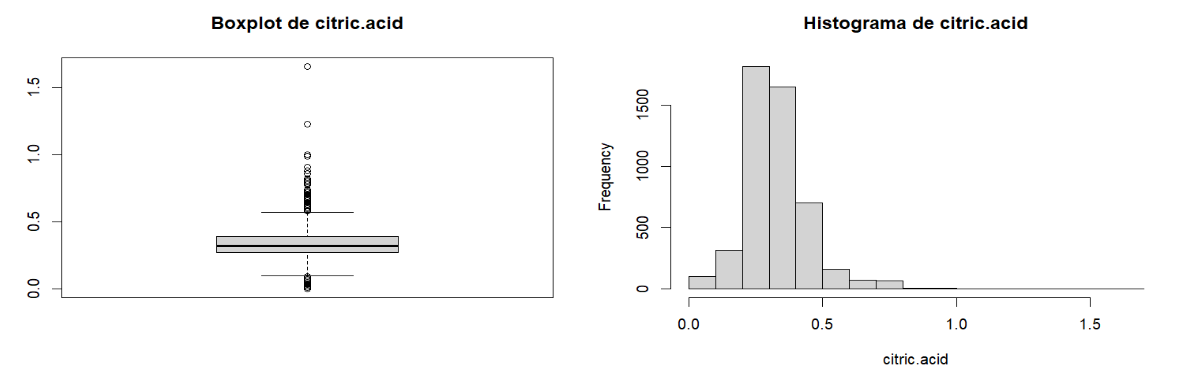 Boxplot de citric.acid
1.5
1.0
0.5
0.0
Histograma de citric.acid
Frequency
1500
1000
500
0
0.0 0.5 1.0 1.5
citric.acid